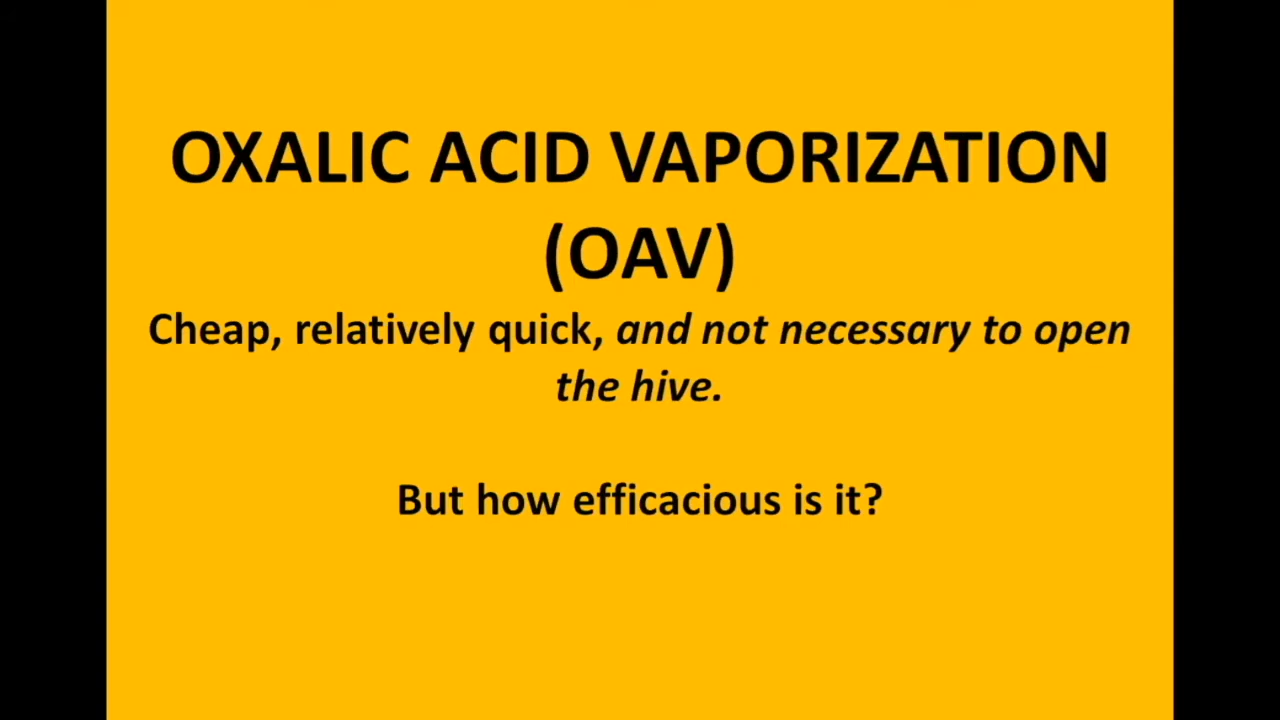 OXALIC ACID VAPORIZATION
(OAV)
Cheap, relatively quick, and not necessary to open
the hive.
But how efficacious is it?